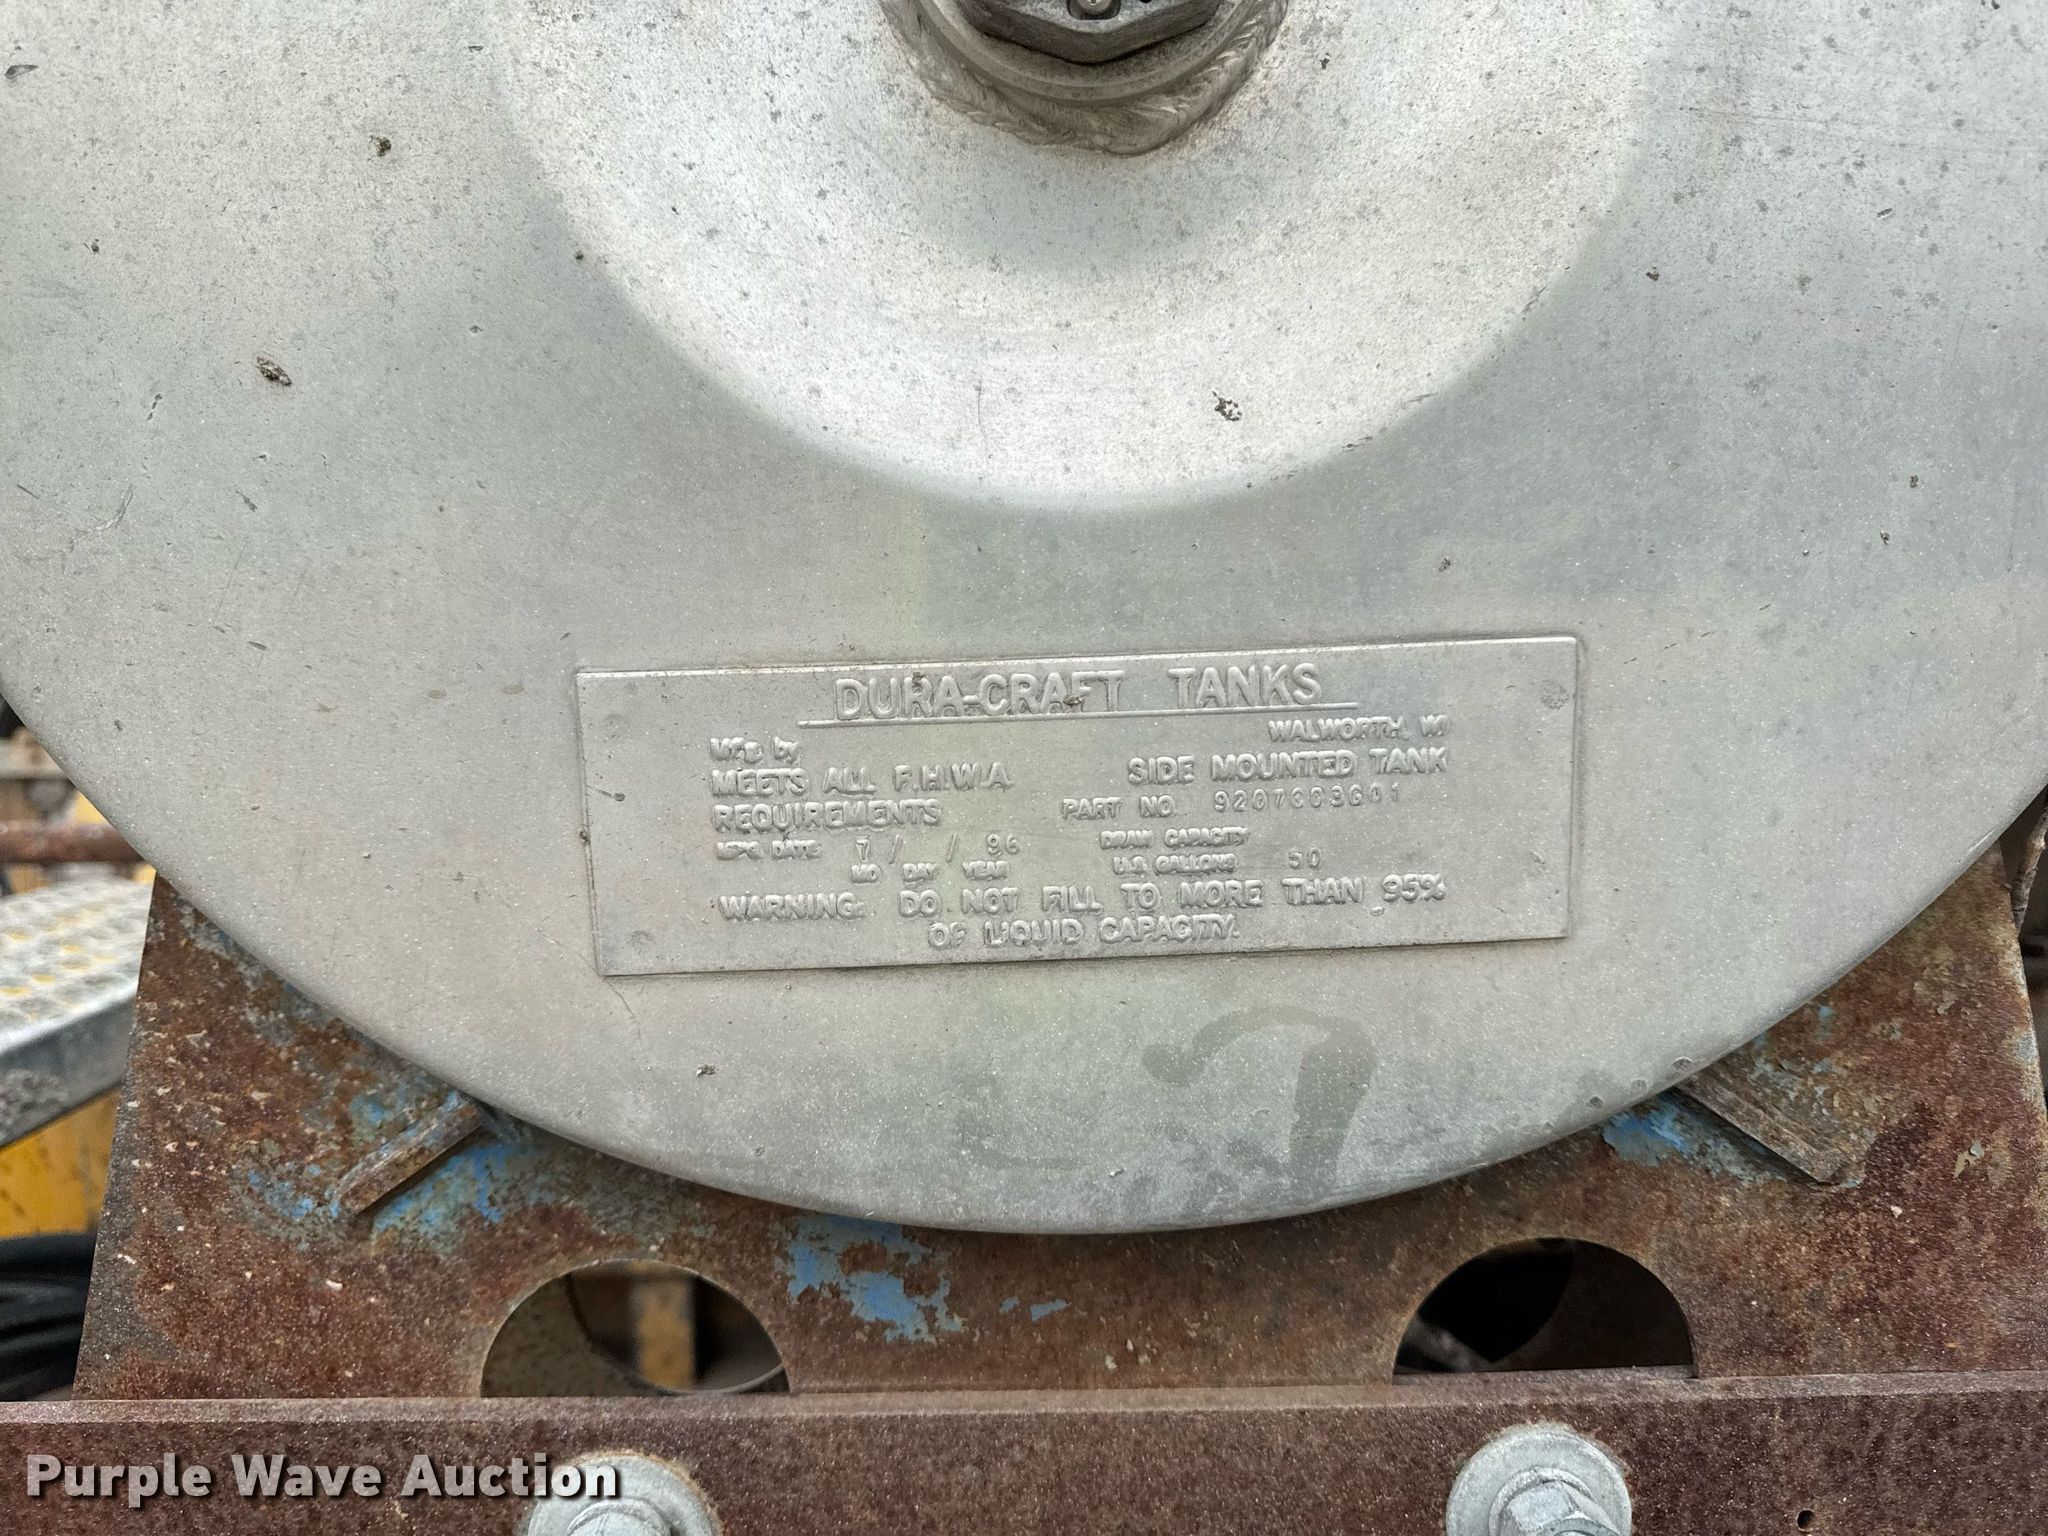 DURA-CRAFT TANKS
Mfg. by WALWORTH, WI
MEETS ALL F.H.W.A. SIDE MOUNTED TANK
REQUIREMENTS PART NO.
MFG. DATE 7 / / 96 DRAW CAPACITY
MO DAY YEAR U.S. GALLONS 50
WARNING: DO NOT FILL TO MORE THAN 95%
OF LIQUID CAPACITY.
Purple Wave Auction